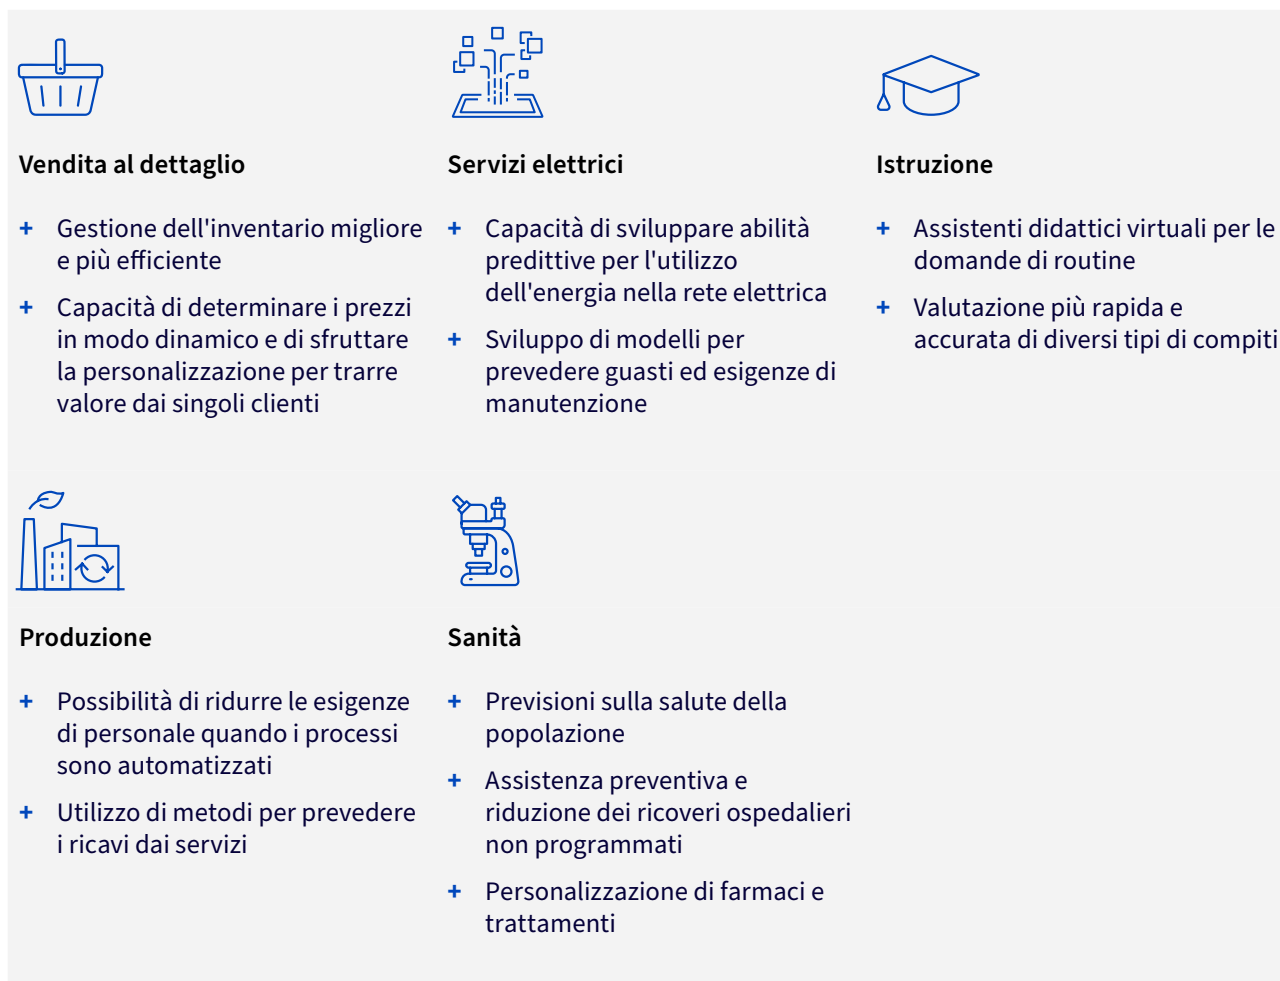 Vendita al dettaglio
+ Gestione dell'inventario migliore
e più efficiente
+ Capacità di determinare i prezzi
in modo dinamico e di sfruttare
la personalizzazione per trarre
valore dai singoli clienti
Servizi elettrici
+ Capacità di sviluppare abilità
predittive per l'utilizzo
dell'energia nella rete elettrica
+ Sviluppo di modelli per
prevedere guasti ed esigenze di
manutenzione
Istruzione
+ Assistenti didattici virtuali per le
domande di routine
+ Valutazione più rapida e
accurata di diversi tipi di compiti
Produzione
+ Possibilità di ridurre le esigenze
di personale quando i processi
sono automatizzati
+ Utilizzo di metodi per prevedere
i ricavi dai servizi
Sanità
+ Previsioni sulla salute della
popolazione
+ Assistenza preventiva e
riduzione dei ricoveri ospedalieri
non programmati
+ Personalizzazione di farmaci e
trattamenti